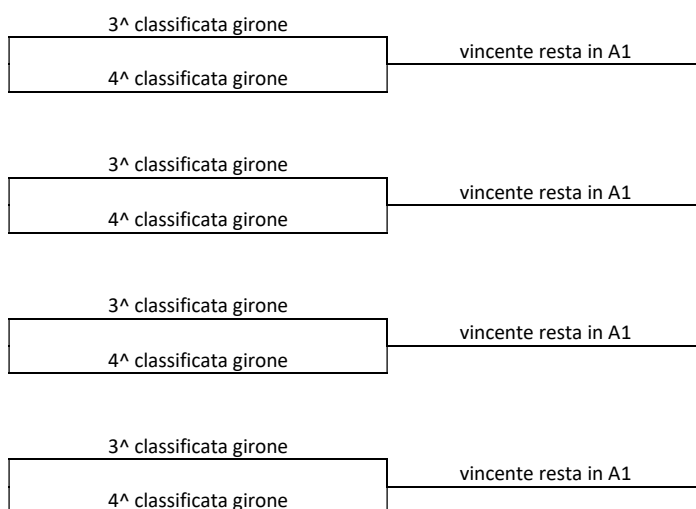 3^ classificata girone
vincente resta in A1
4^ classificata girone
3^ classificata girone
vincente resta in A1
4^ classificata girone
3^ classificata girone
vincente resta in A1
4^ classificata girone
3^ classificata girone
vincente resta in A1
4^ classificata girone